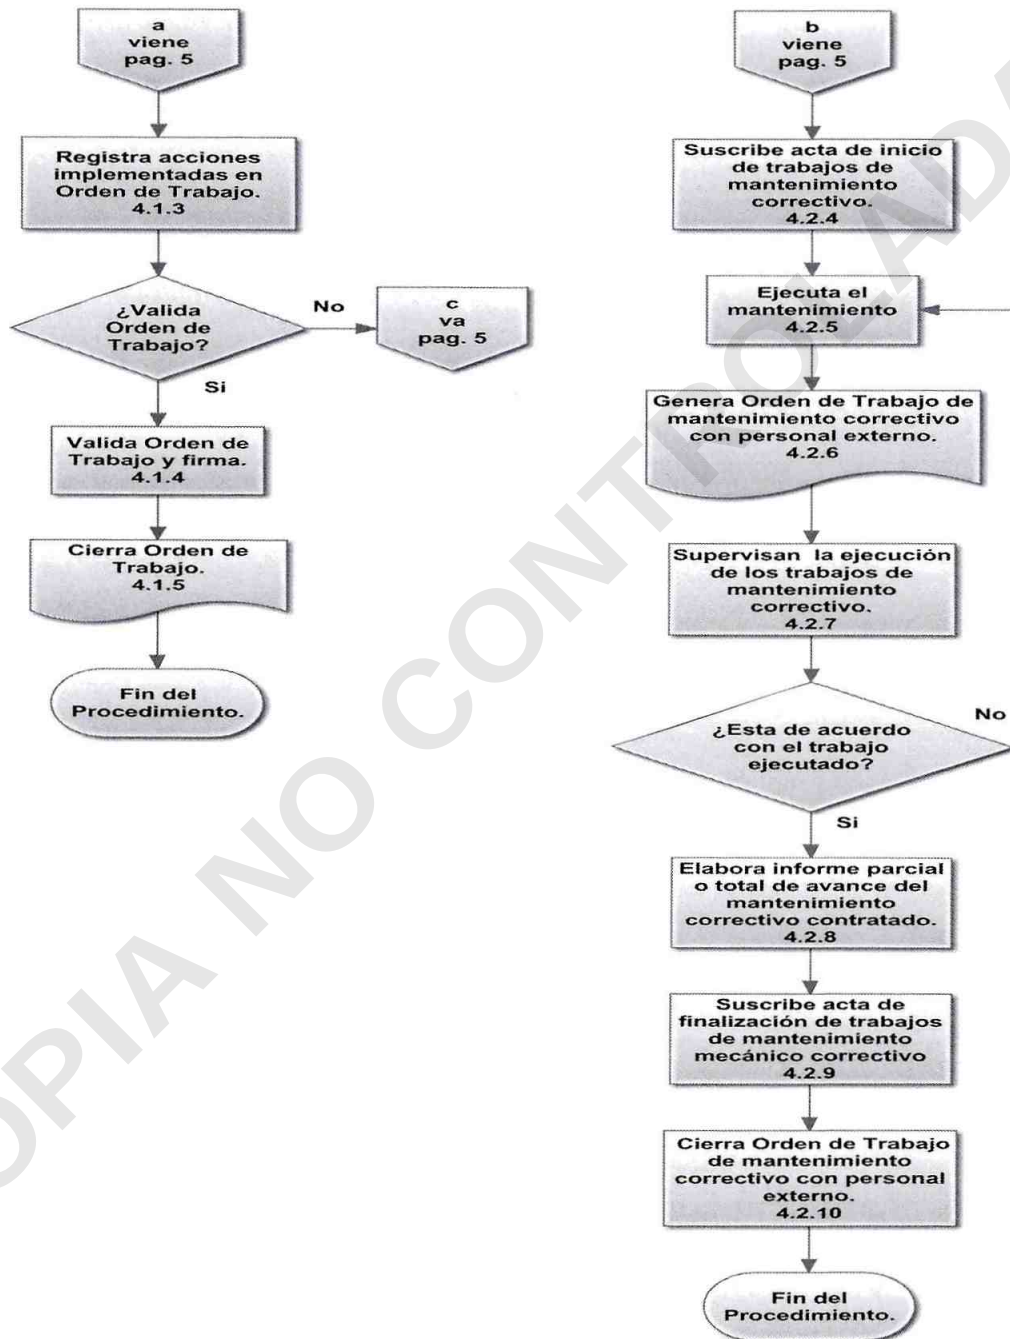 a
viene
pag. 5
Registra acciones
implementadas en
Orden de Trabajo.
4.1.3
¿Valida
Orden de
Trabajo?
No
c
va
pag. 5
Si
Valida Orden de
Trabajo y firma.
4.1.4
Cierra Orden de
Trabajo.
4.1.5
Fin del
Procedimiento.
b
viene
pag. 5
Suscribe acta de inicio
de trabajos de
mantenimiento
correctivo.
4.2.4
Ejecuta el
mantenimiento
4.2.5
Genera Orden de Trabajo de
mantenimiento correctivo
con personal externo.
4.2.6
Supervisan la ejecución
de los trabajos de
mantenimiento
correctivo.
4.2.7
¿Esta de acuerdo
con el trabajo
ejecutado?
No
Si
Elabora informe parcial
o total de avance del
mantenimiento
correctivo contratado.
4.2.8
Suscribe acta de
finalización de trabajos
de mantenimiento
mecánico correctivo
4.2.9
Cierra Orden de Trabajo
de mantenimiento
correctivo con personal
externo.
4.2.10
Fin del
Procedimiento.
OPIA NO CONTROLADA